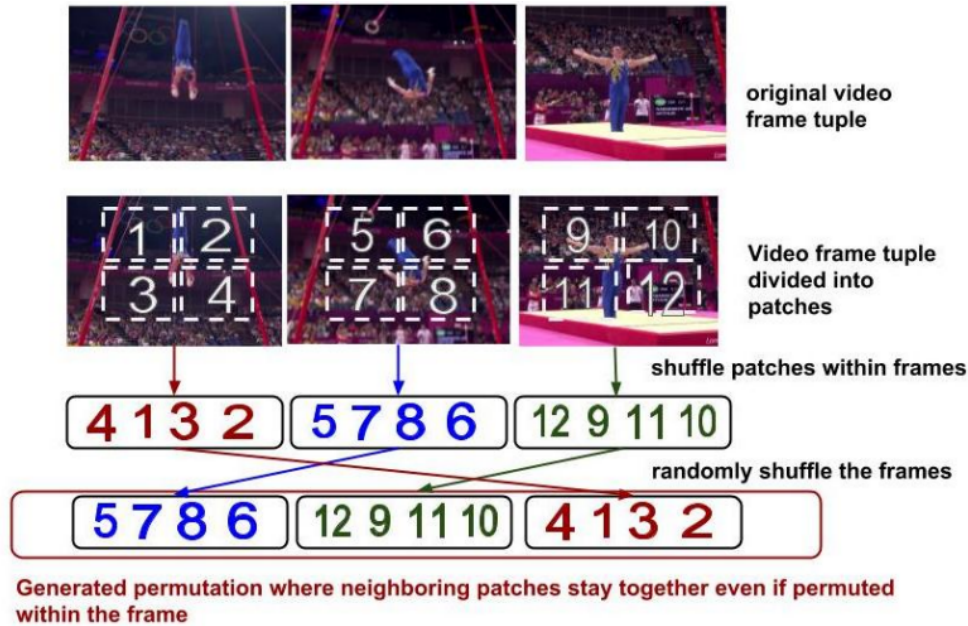 original video
frame tuple
1 2 5 6 9 10
3 4 7 8 11 12
Video frame tuple
divided into
patches
shuffle patches within frames
4 1 3 2 5 7 8 6 12 9 11 10
randomly shuffle the frames
5 7 8 6 12 9 11 10 4 1 3 2
Generated permutation where neighboring patches stay together even if permuted
within the frame